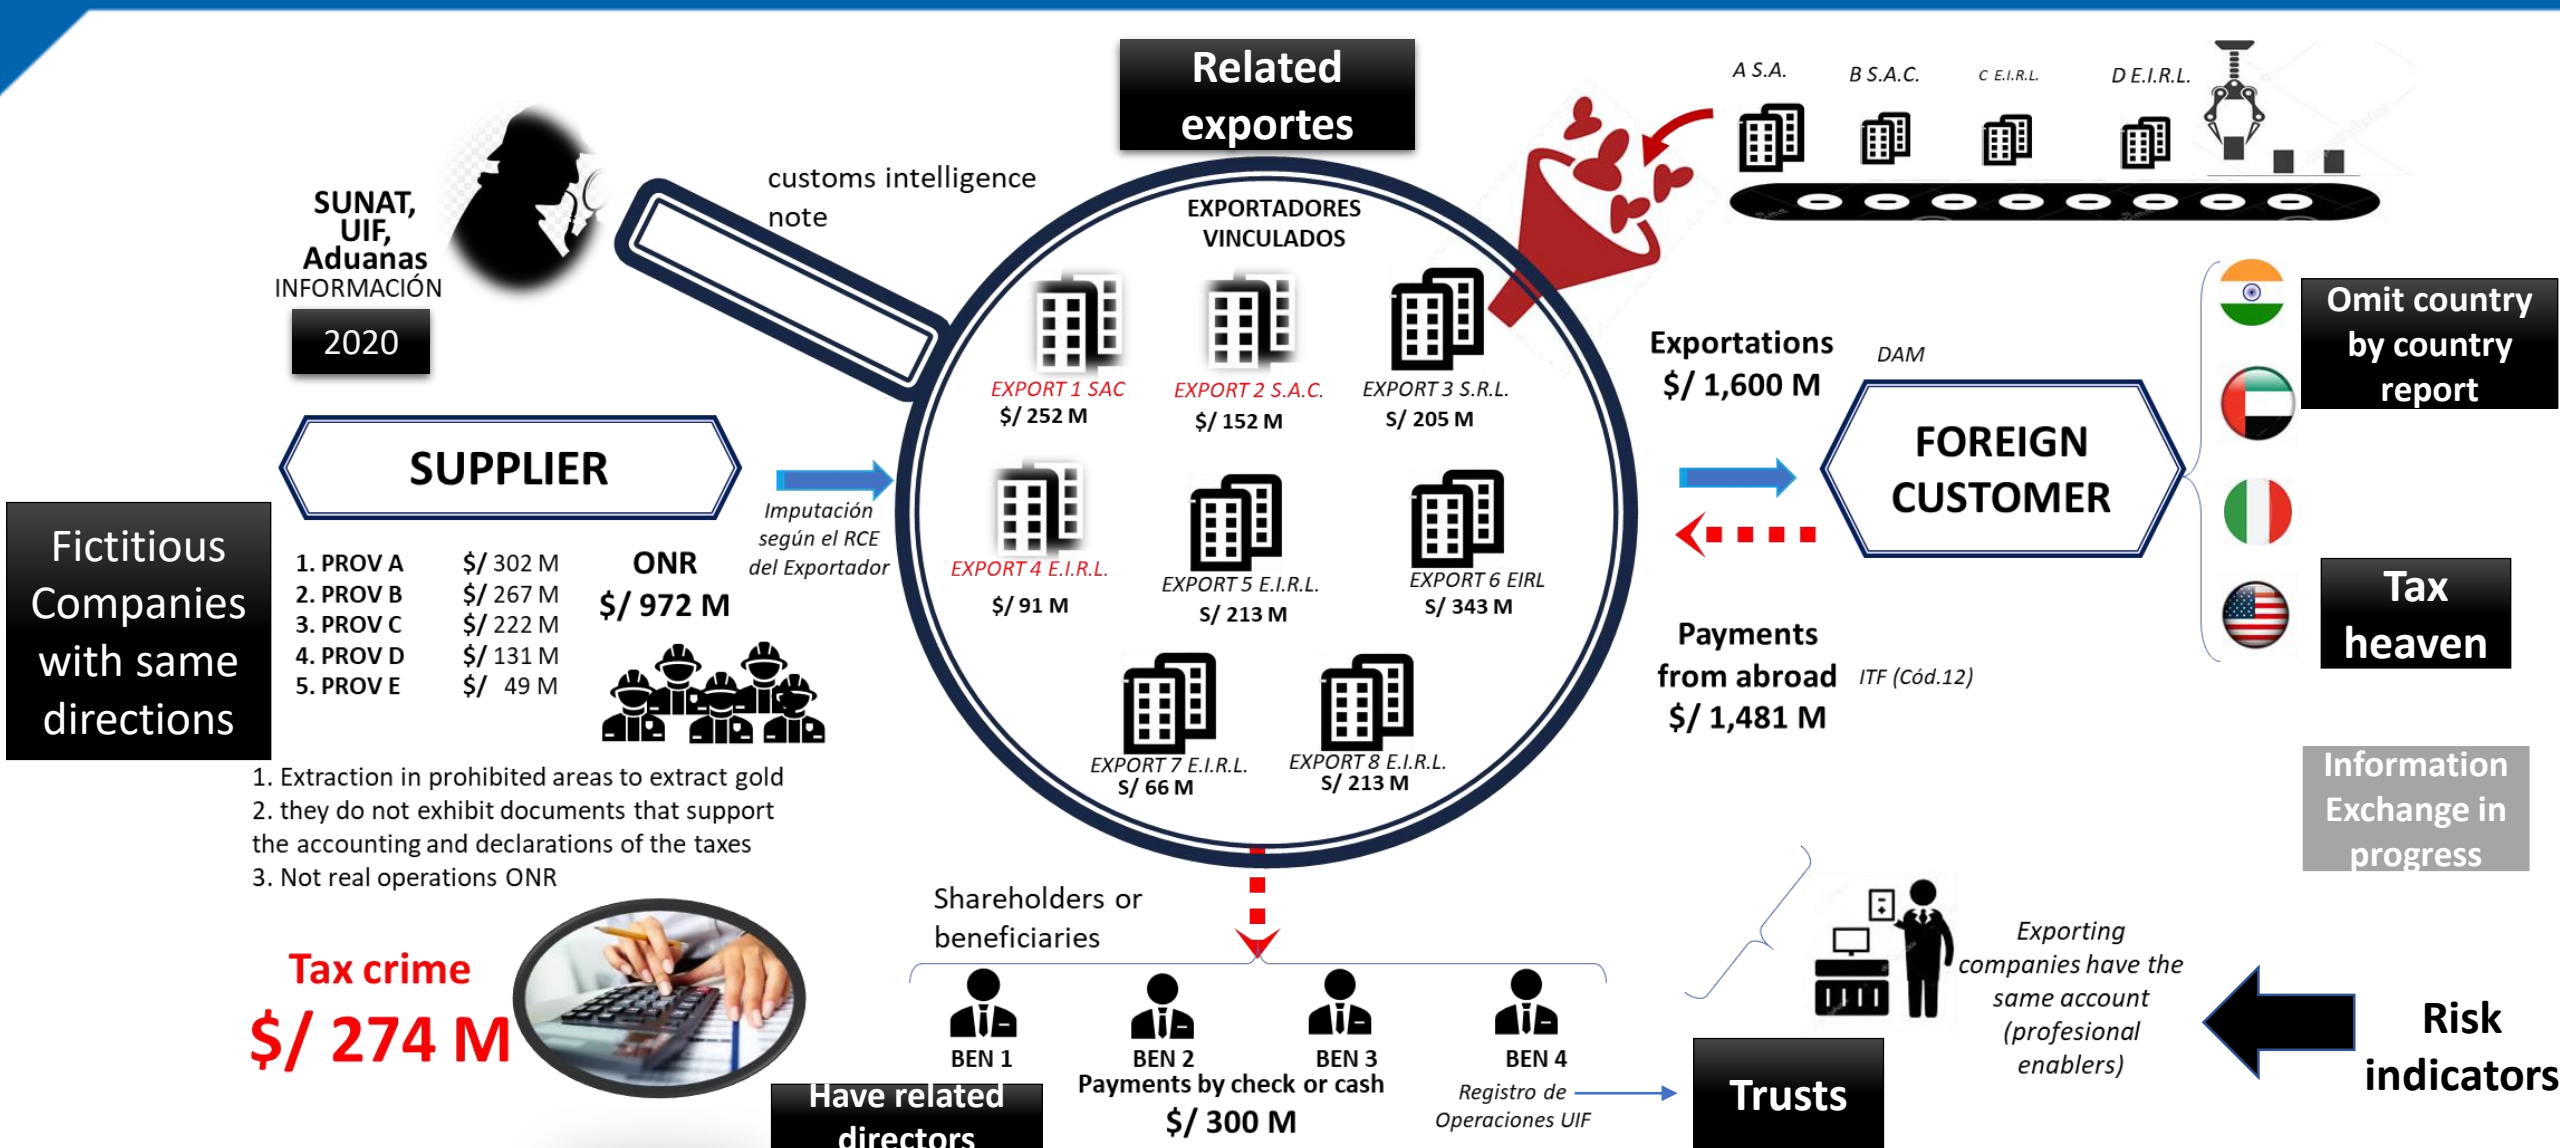 Related
exportes
A S.A.
B S.A.C.
C E.I.R.L.
D E.I.R.L.
customs intelligence
note
SUNAT,
UIF,
Aduanas
INFORMACIÓN
2020
EXPORTADORES
VINCULADOS
EXPORT 1 SAC
$/ 252 M
EXPORT 2 S.A.C.
$/ 152 M
EXPORT 3 S.R.L.
S/ 205 M
EXPORT 4 E.I.R.L.
$/ 91 M
EXPORT 5 E.I.R.L.
S/ 213 M
EXPORT 6 EIRL
S/ 343 M
EXPORT 7 E.I.R.L.
S/ 66 M
EXPORT 8 E.I.R.L.
S/ 213 M
Exportations
$/ 1,600 M
DAM
FOREIGN
CUSTOMER
Omit country
by country
report
Tax
heaven
Payments
from abroad
$/ 1,481 M
ITF (Cód.12)
Information
Exchange in
progress
SUPPLIER
Imputación
según el RCE
del Exportador
Fictitious
Companies
with same
directions
1. PROV A $/ 302 M
2. PROV B $/ 267 M
3. PROV C $/ 222 M
4. PROV D $/ 131 M
5. PROV E $/ 49 M
ONR
$/ 972 M
1. Extraction in prohibited areas to extract gold
2. they do not exhibit documents that support
the accounting and declarations of the taxes
3. Not real operations ONR
Tax crime
$/ 274 M
Shareholders or
beneficiaries
BEN 1
BEN 2
BEN 3
BEN 4
Payments by check or cash
$/ 300 M
Have related
directors
Registro de
Operaciones UIF
Trusts
Exporting
companies have the
same account
(profesional
enablers)
Risk
indicators